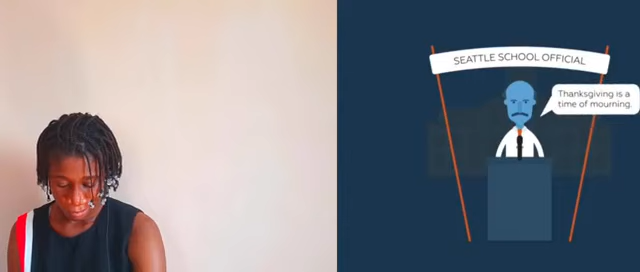 SEATTLE SCHOOL OFFICIAL
Thanksgiving is a
time of mourning.